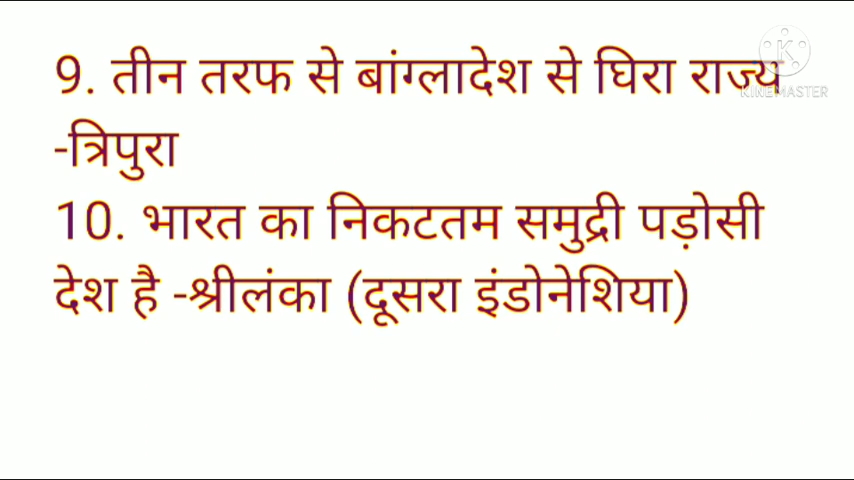 9. तीन तरफ से बांग्लादेश से घिरा राज्य
-त्रिपुरा
10. भारत का निकटतम समुद्री पड़ोसी
देश है -श्रीलंका (दूसरा इंडोनेशिया)
K
KINEMASTER